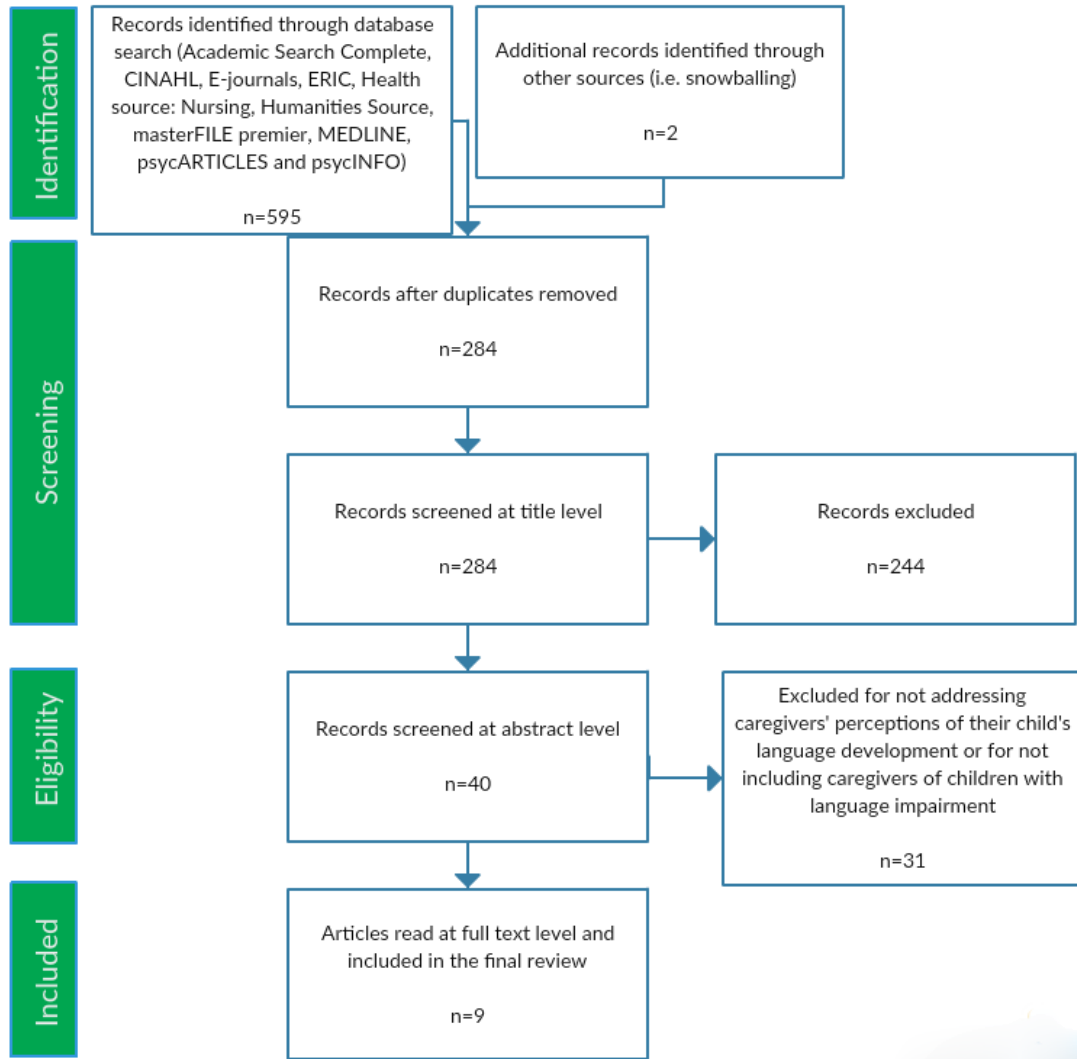 Identification
Records identified through database
search (Academic Search Complete,
CINAHL, E-journals, ERIC, Health
source: Nursing, Humanities Source,
masterFILE premier, MEDLINE,
psycARTICLES and psycINFO)
n=595
Additional records identified through
other sources (i.e. snowballing)
n=2
Screening
Records after duplicates removed
n=284
Records screened at title level
n=284
Records excluded
n=244
Eligibility
Records screened at abstract level
n=40
Excluded for not addressing
caregivers' perceptions of their child's
language development or for not
including caregivers of children with
language impairment
n=31
Included
Articles read at full text level and
included in the final review
n=9